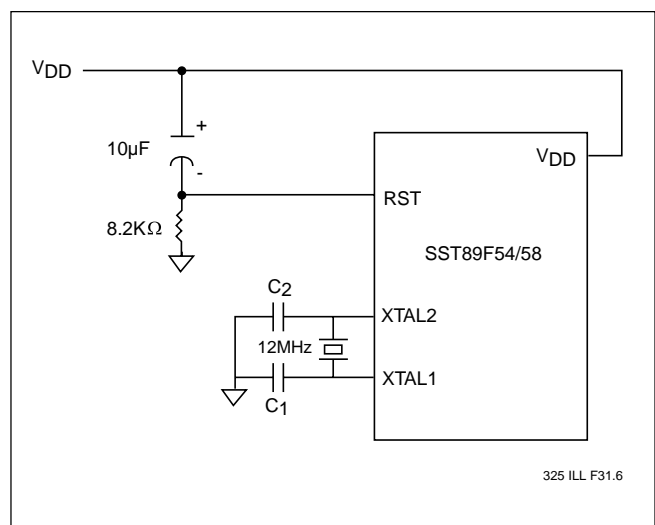 VDD
+
10µF
-
VDD
RST
8.2KΩ
SST89F54/58
C2
XTAL2
12MHz
XTAL1
C1
325 ILL F31.6